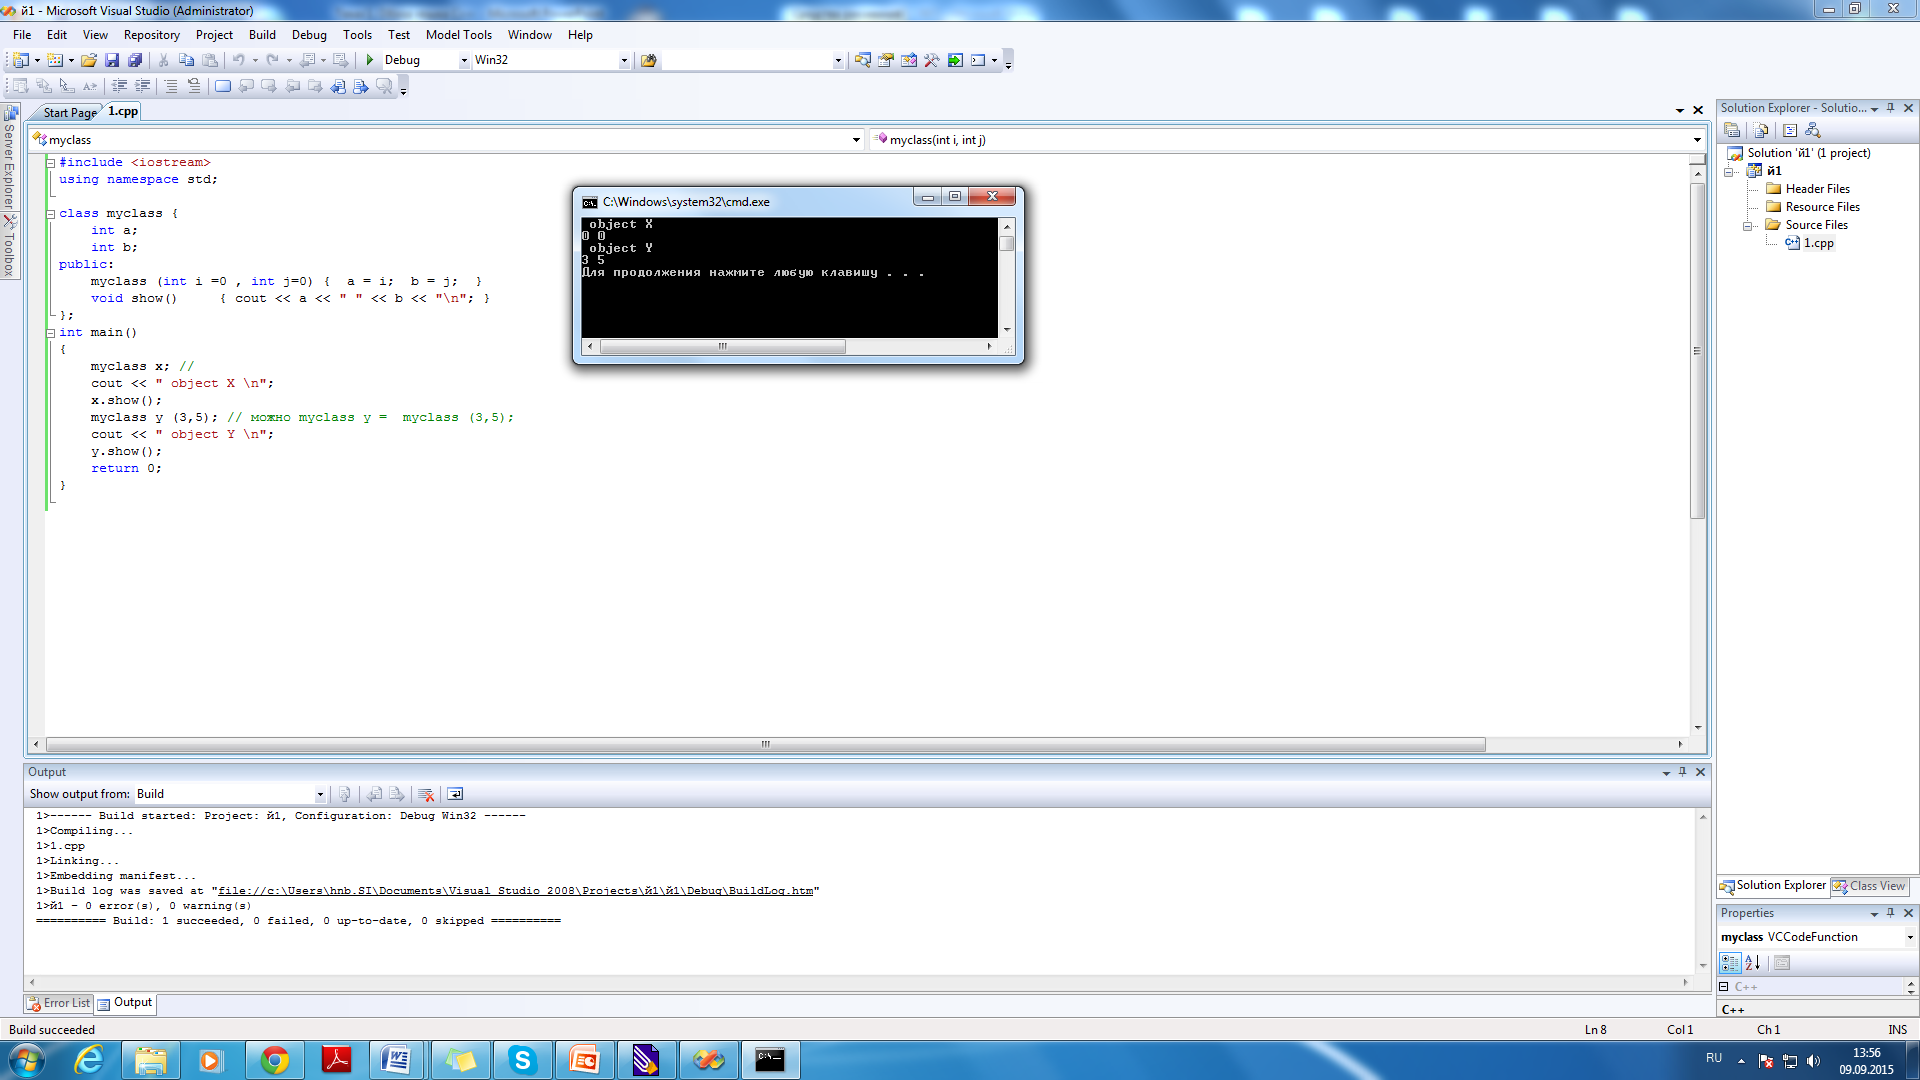 й1 - Microsoft Visual Studio (Administrator)
File Edit View Repository Project Build Debug Tools Test Model Tools Window Help
Debug Win32
Server Explorer
Toolbox
Start Page 1.cpp
myclass myclass(int i, int j)
#include <iostream>
using namespace std;
class myclass {
int a;
int b;
public:
myclass (int i =0 , int j=0) { a = i; b = j; }
void show() { cout << a << " " << b << "\n"; }
};
int main()
{
myclass x; //
cout << " object X \n";
x.show();
myclass y (3,5); // можно myclass y = myclass (3,5);
cout << " object Y \n";
y.show();
return 0;
}
C:\Windows\system32\cmd.exe
object X
0 0
object Y
3 5
Для продолжения нажмите любую клавишу . . .
Solution Explorer - Solutio...
Solution 'й1' (1 project)
й1
Header Files
Resource Files
Source Files
1.cpp
Solution Explorer Class View
Properties
myclass VCCodeFunction
C++
C++
Output
Show output from: Build
1>------ Build started: Project: й1, Configuration: Debug Win32 ------
1>Compiling...
1>1.cpp
1>Linking...
1>Embedding manifest...
1>Build log was saved at "file://c:\Users\hnb.SI\Documents\Visual Studio 2008\Projects\й1\й1\Debug\BuildLog.htm"
1>й1 - 0 error(s), 0 warning(s)
========== Build: 1 succeeded, 0 failed, 0 up-to-date, 0 skipped ==========
Error List Output
Build succeeded Ln 8 Col 1 Ch 1 INS
RU 13:56
09.09.2015